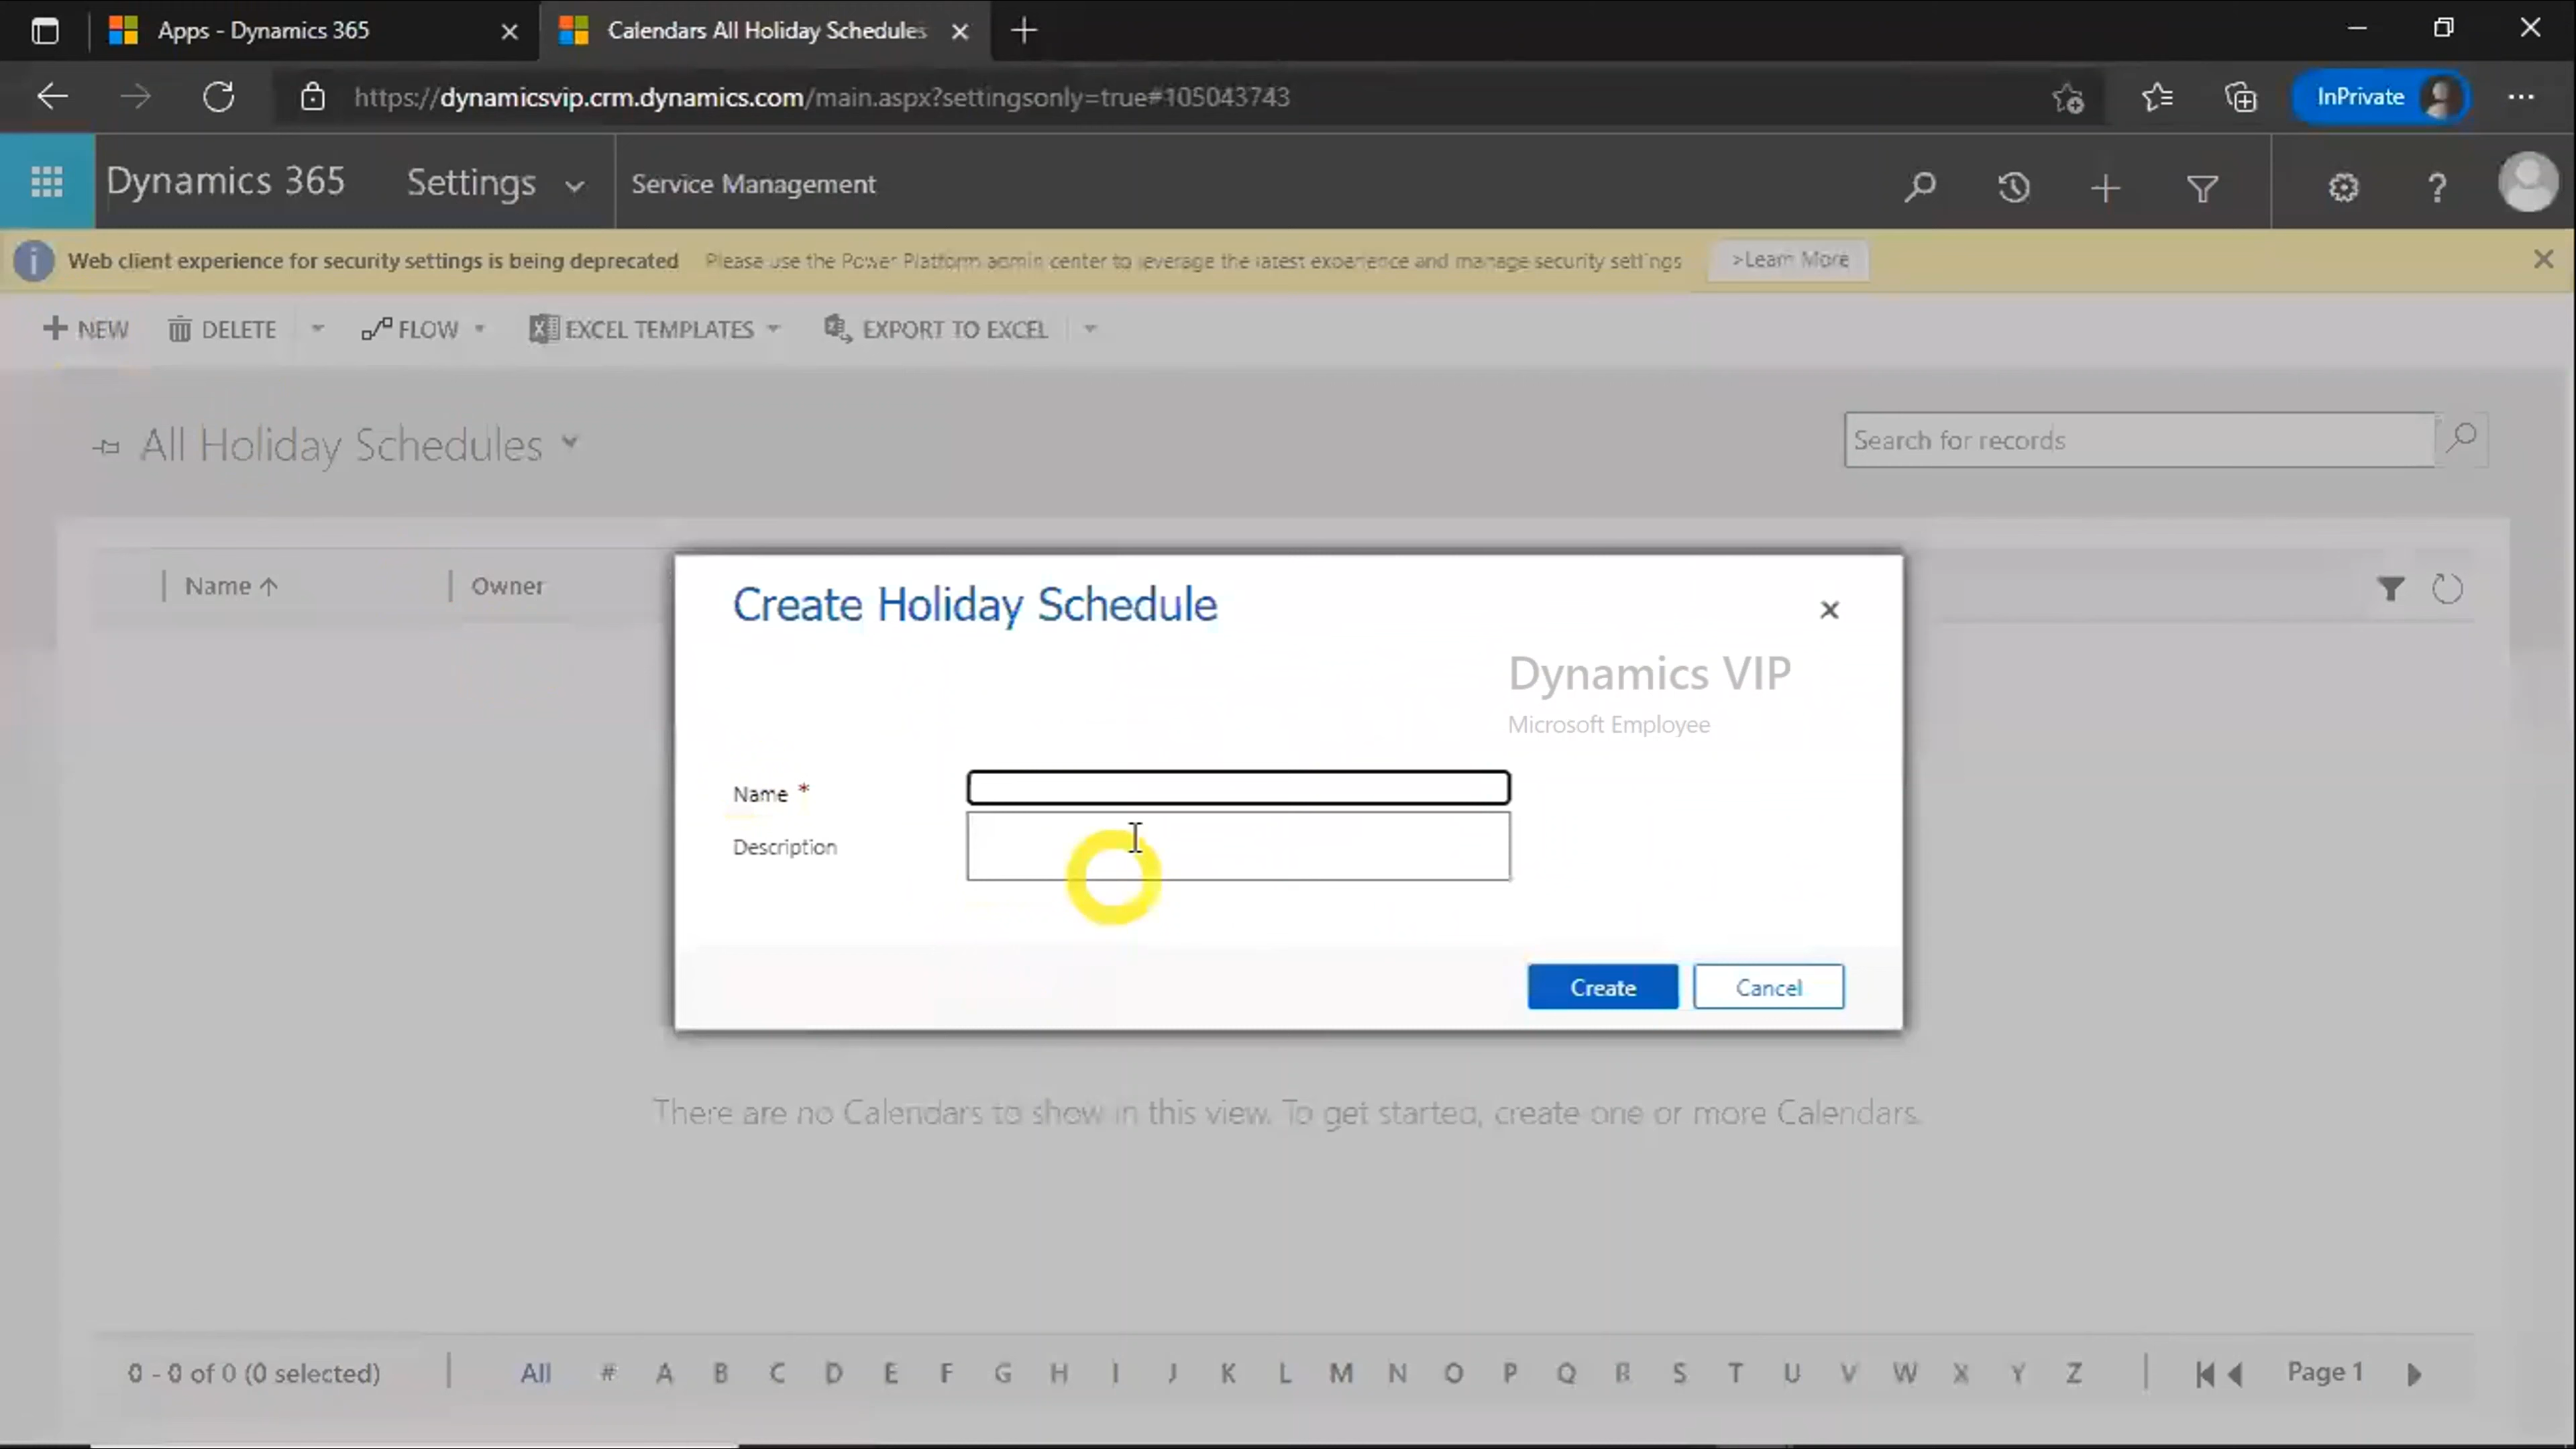 Apps - Dynamics 365
Calendars All Holiday Schedules
https://dynamicsvip.crm.dynamics.com/main.aspx?settingsonly=true#105043743
InPrivate
Dynamics 365
Settings
Service Management
Web client experience for security settings is being deprecated Please use the Power Platform admin center to leverage the latest experience and manage security settings
>Learn More
NEW
DELETE
FLOW
EXCEL TEMPLATES
EXPORT TO EXCEL
All Holiday Schedules
Search for records
Name ↑
Owner
Create Holiday Schedule
Dynamics VIP
Microsoft Employee
Name *
Description
Create
Cancel
There are no Calendars to show in this view. To get started, create one or more Calendars.
0 - 0 of 0 (0 selected)
All # A B C D E F G H I J K L M N O P Q R S T U V W X Y Z
Page 1